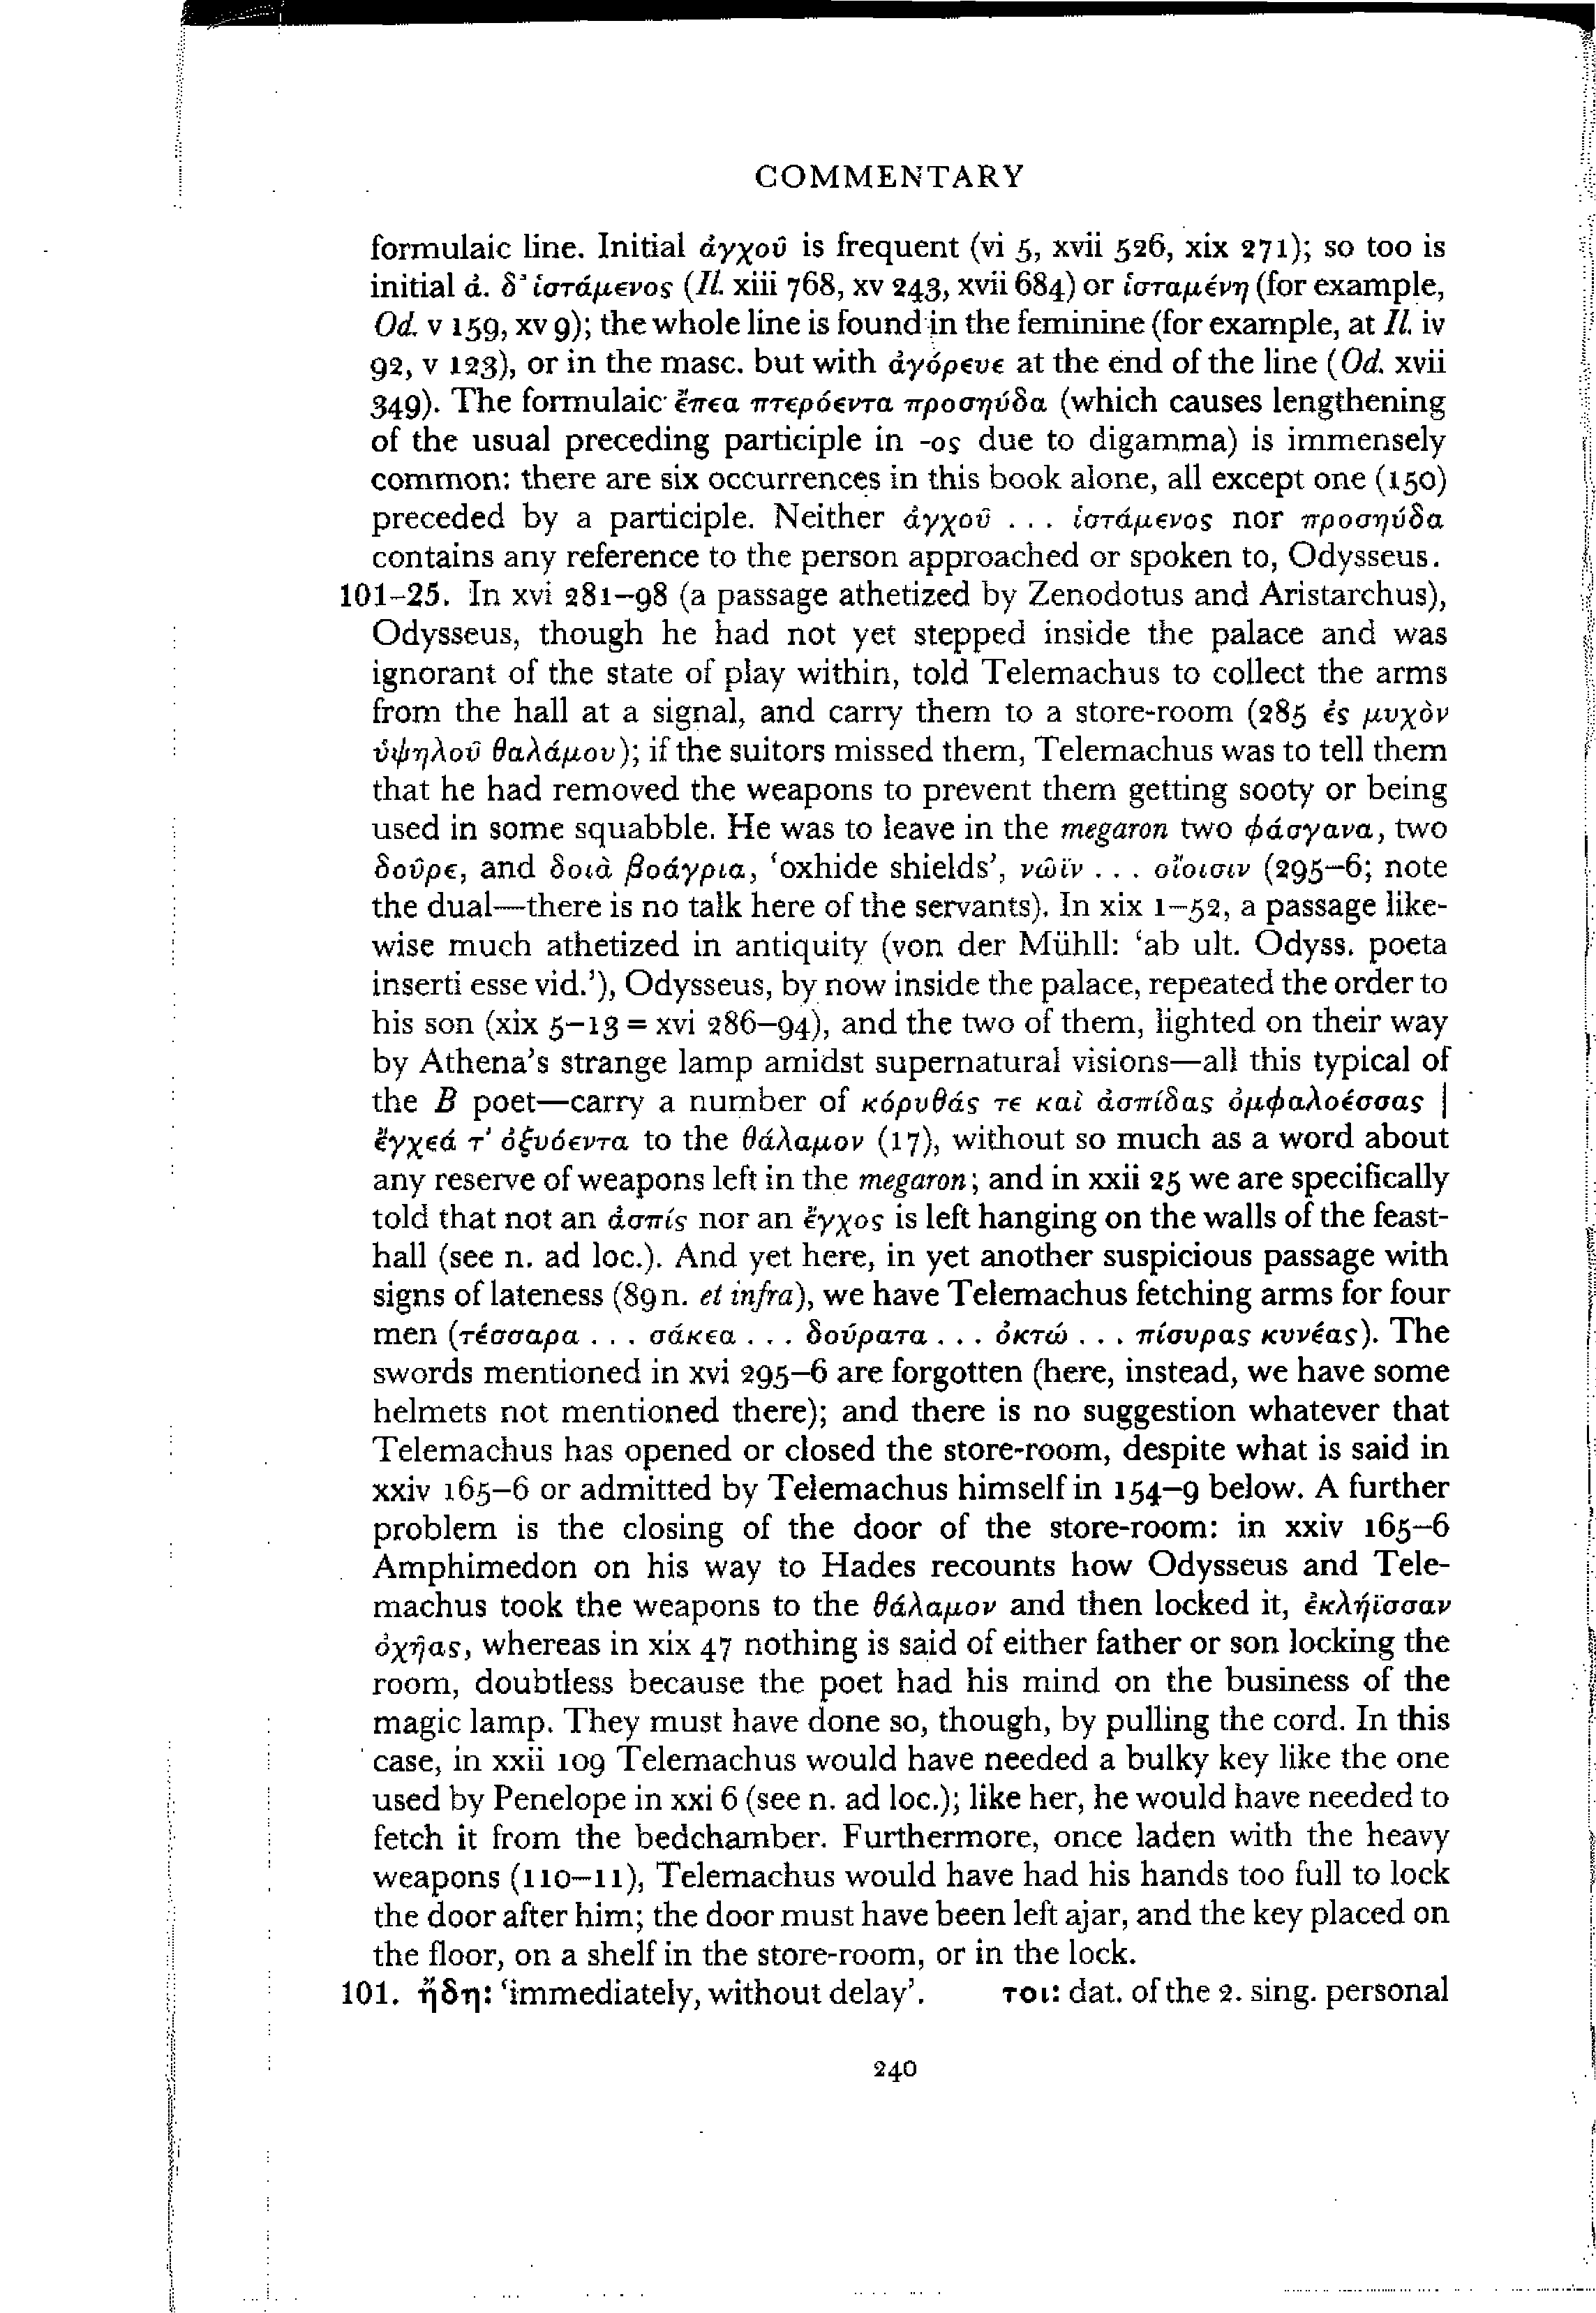 COMMENTARY
formulaic line. Initial ἀγχοῦ is frequent (vi 5, xvii 526, xix 271); so too is
initial ἀ. δ' ἱστάμενος (Il. xiii 768, xv 243, xvii 684) or ἱσταμένη (for example,
Od. v 159, xv 9); the whole line is found in the feminine (for example, at Il. iv
92, v 123), or in the masc. but with ἀγόρευε at the end of the line (Od. xvii
349). The formulaic ἔπεα πτερόεντα προσηύδα (which causes lengthening
of the usual preceding participle in -ος due to digamma) is immensely
common: there are six occurrences in this book alone, all except one (150)
preceded by a participle. Neither ἀγχοῦ . . . ἱστάμενος nor προσηύδα
contains any reference to the person approached or spoken to, Odysseus.
101–25. In xvi 281–98 (a passage athetized by Zenodotus and Aristarchus),
Odysseus, though he had not yet stepped inside the palace and was
ignorant of the state of play within, told Telemachus to collect the arms
from the hall at a signal, and carry them to a store-room (285 ἐς μυχὸν
ὑψηλοῦ θαλάμου); if the suitors missed them, Telemachus was to tell them
that he had removed the weapons to prevent them getting sooty or being
used in some squabble. He was to leave in the megaron two φάσγανα, two
δοῦρε, and δοιὰ βοάγρια, 'oxhide shields', νῶϊν . . . οἴοισιν (295–6; note
the dual—there is no talk here of the servants). In xix 1–52, a passage like-
wise much athetized in antiquity (von der Mühll: 'ab ult. Odyss. poeta
inserti esse vid.'), Odysseus, by now inside the palace, repeated the order to
his son (xix 5–13 = xvi 286–94), and the two of them, lighted on their way
by Athena's strange lamp amidst supernatural visions—all this typical of
the B poet—carry a number of κόρυθάς τε καὶ ἀσπίδας ὀμφαλοέσσας |
ἔγχεά τ' ὀξυόεντα to the θάλαμον (17), without so much as a word about
any reserve of weapons left in the megaron; and in xxii 25 we are specifically
told that not an ἀσπίς nor an ἔγχος is left hanging on the walls of the feast-
hall (see n. ad loc.). And yet here, in yet another suspicious passage with
signs of lateness (89 n. et infra), we have Telemachus fetching arms for four
men (τέσσαρα . . . σάκεα . . . δούρατα . . . ὀκτώ . . . πίσυρας κυνέας). The
swords mentioned in xvi 295–6 are forgotten (here, instead, we have some
helmets not mentioned there); and there is no suggestion whatever that
Telemachus has opened or closed the store-room, despite what is said in
xxiv 165–6 or admitted by Telemachus himself in 154–9 below. A further
problem is the closing of the door of the store-room: in xxiv 165–6
Amphimedon on his way to Hades recounts how Odysseus and Tele-
machus took the weapons to the θάλαμον and then locked it, ἐκλήϊσσαν
ὀχῆας, whereas in xix 47 nothing is said of either father or son locking the
room, doubtless because the poet had his mind on the business of the
magic lamp. They must have done so, though, by pulling the cord. In this
case, in xxii 109 Telemachus would have needed a bulky key like the one
used by Penelope in xxi 6 (see n. ad loc.); like her, he would have needed to
fetch it from the bedchamber. Furthermore, once laden with the heavy
weapons (110–11), Telemachus would have had his hands too full to lock
the door after him; the door must have been left ajar, and the key placed on
the floor, on a shelf in the store-room, or in the lock.
101. ἤδη: 'immediately, without delay'. τοι: dat. of the 2. sing. personal
240